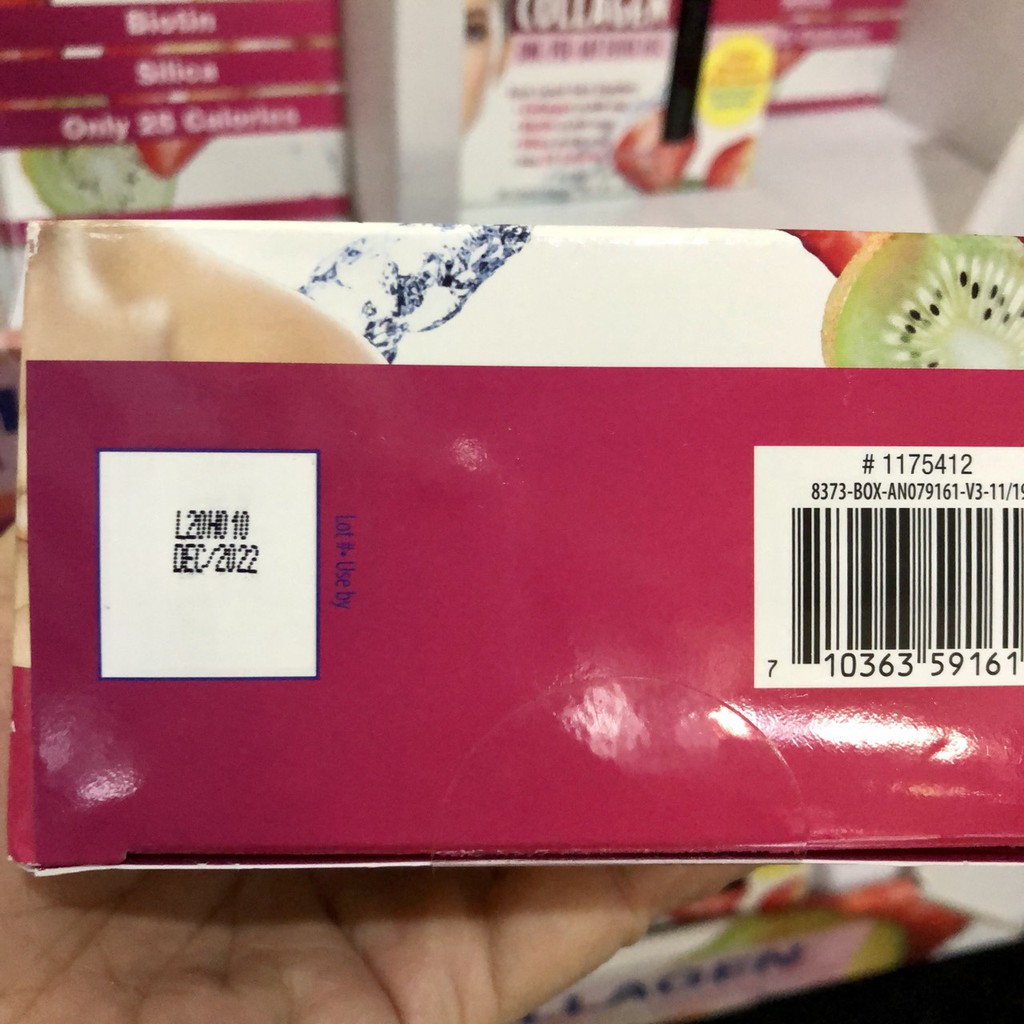 Biotin
Silica
Only 25 Calories
COLLAGEN
L20H010
DEC/2022
Lot #• Use by
# 1175412
8373-BOX-AN079161-V3-11/19
7 10363 59161
LLAGEN